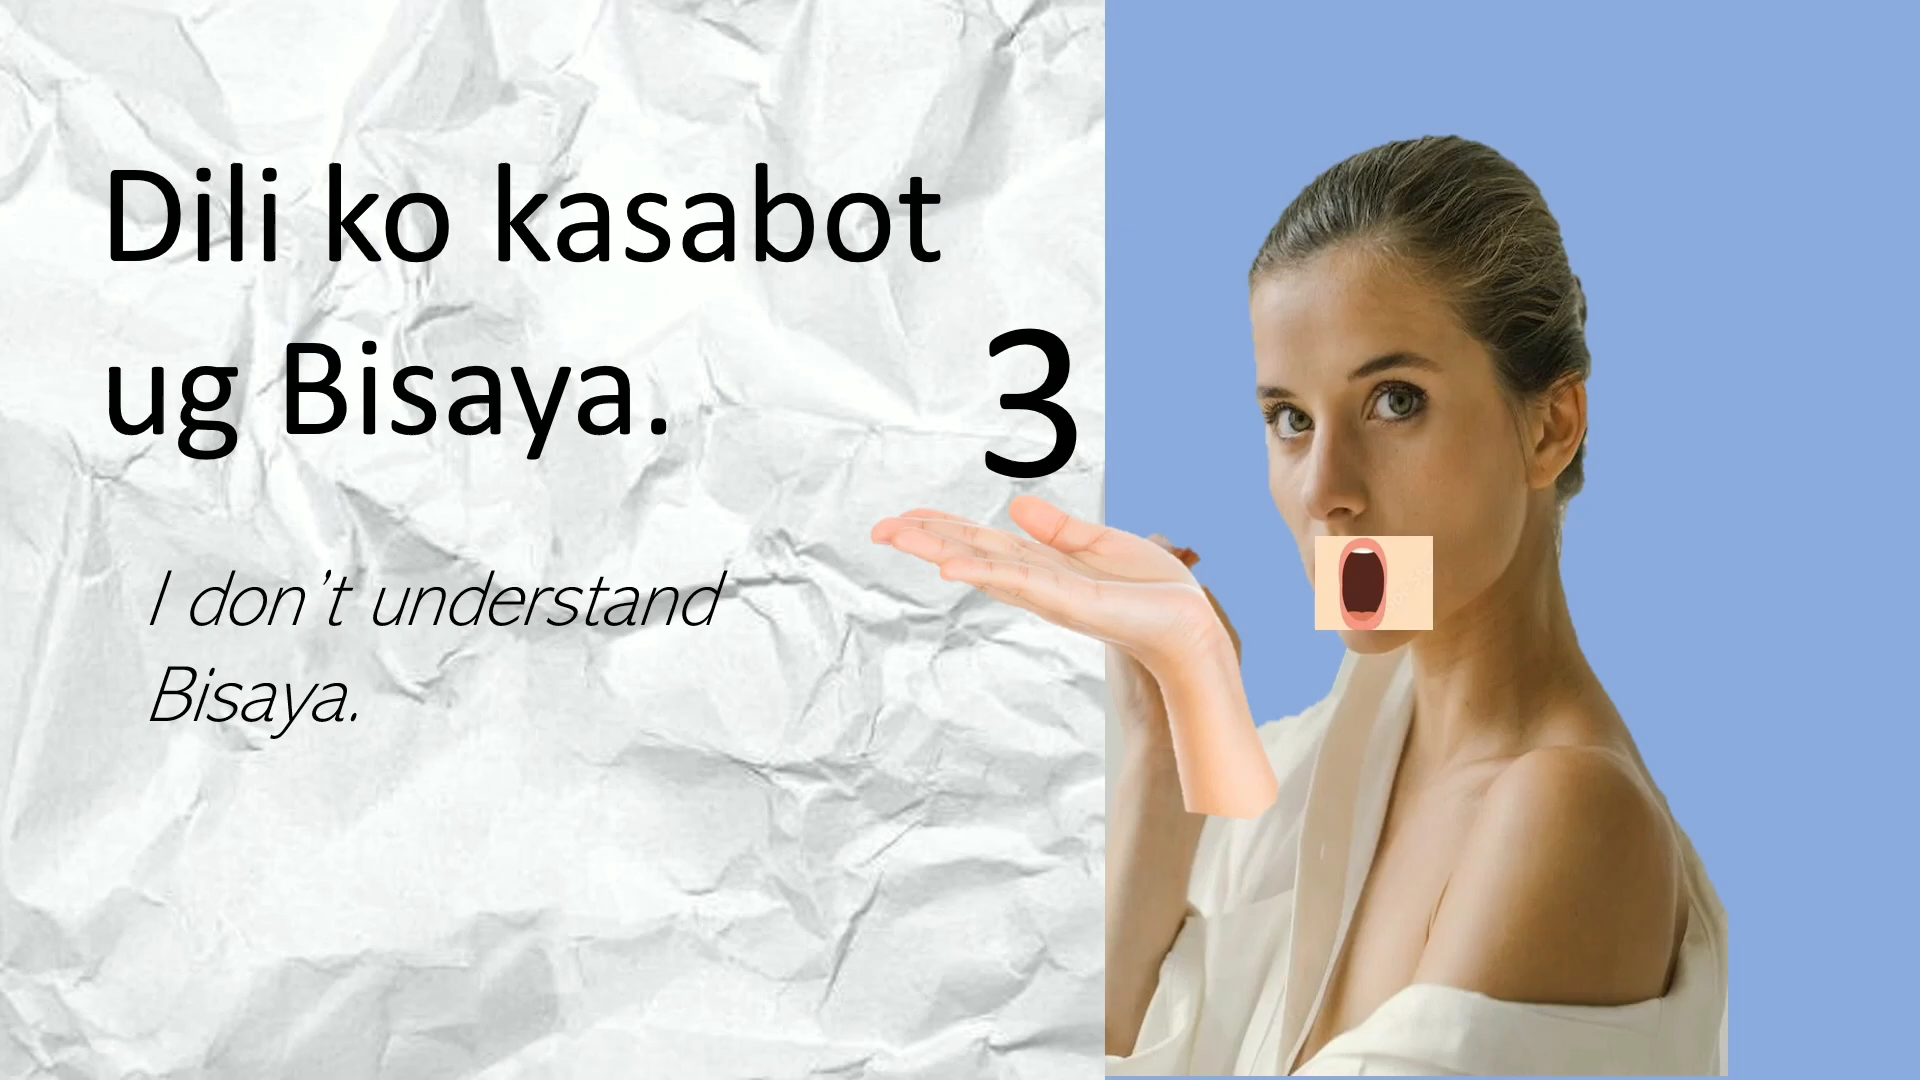 Dili ko kasabot
ug Bisaya.
3
I don’t understand
Bisaya.